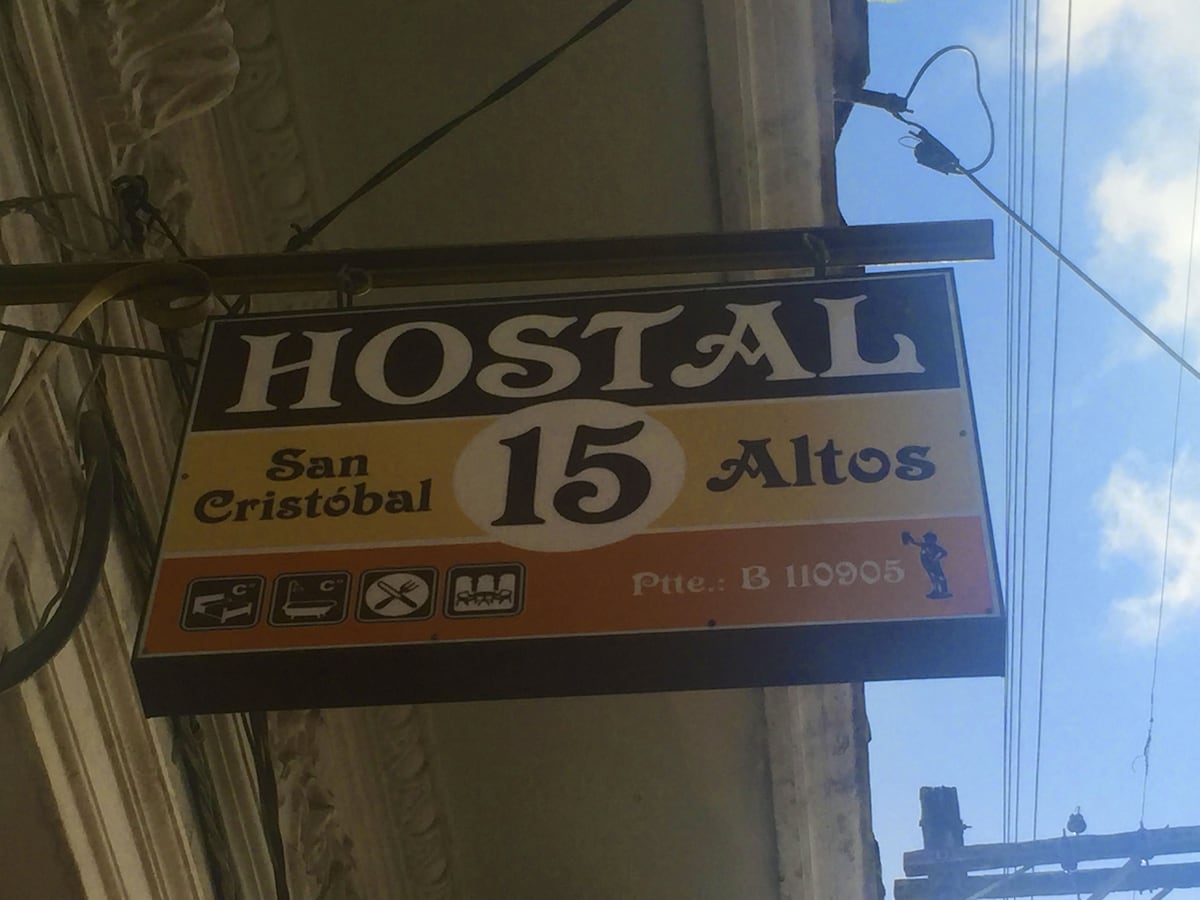 HOSTAL
San
Cristóbal
15
Altos
C°
C°
Ptte.: B 110905